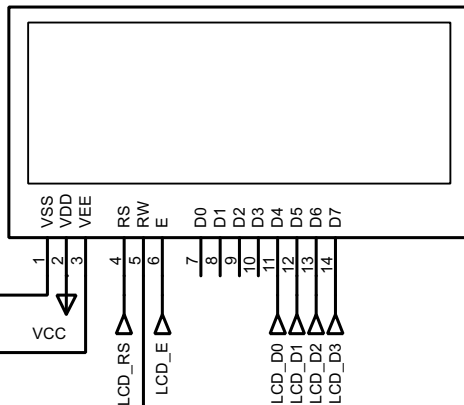 VSS VDD VEE RS RW E D0 D1 D2 D3 D4 D5 D6 D7
1 2 3 4 5 6 7 8 9 10 11 12 13 14
VCC
LCD_RS LCD_E LCD_D0 LCD_D1 LCD_D2 LCD_D3